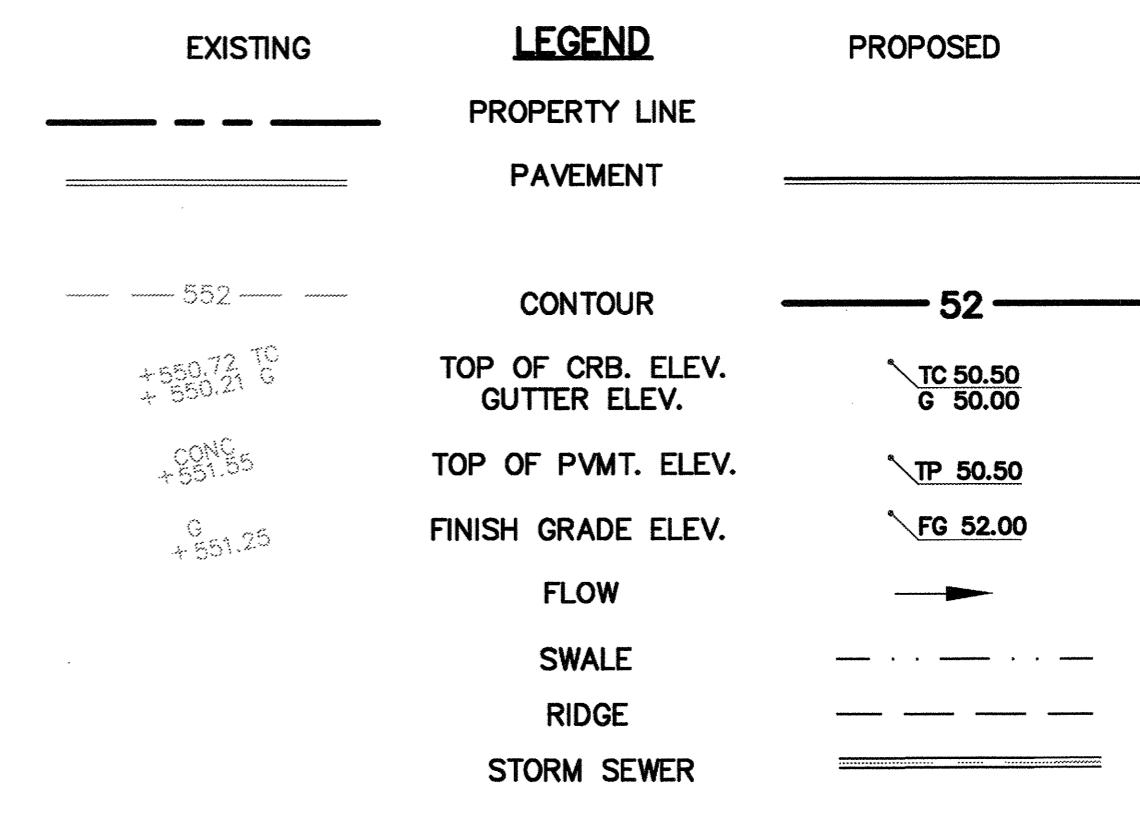 EXISTING LEGEND PROPOSED
PROPERTY LINE
PAVEMENT
552 CONTOUR 52
+550.72 TC TOP OF CRB. ELEV. TC 50.50
+ 550.21 G GUTTER ELEV. G 50.00
CONC
+551.55 TOP OF PVMT. ELEV. TP 50.50
G
+551.25 FINISH GRADE ELEV. FG 52.00
FLOW
SWALE
RIDGE
STORM SEWER